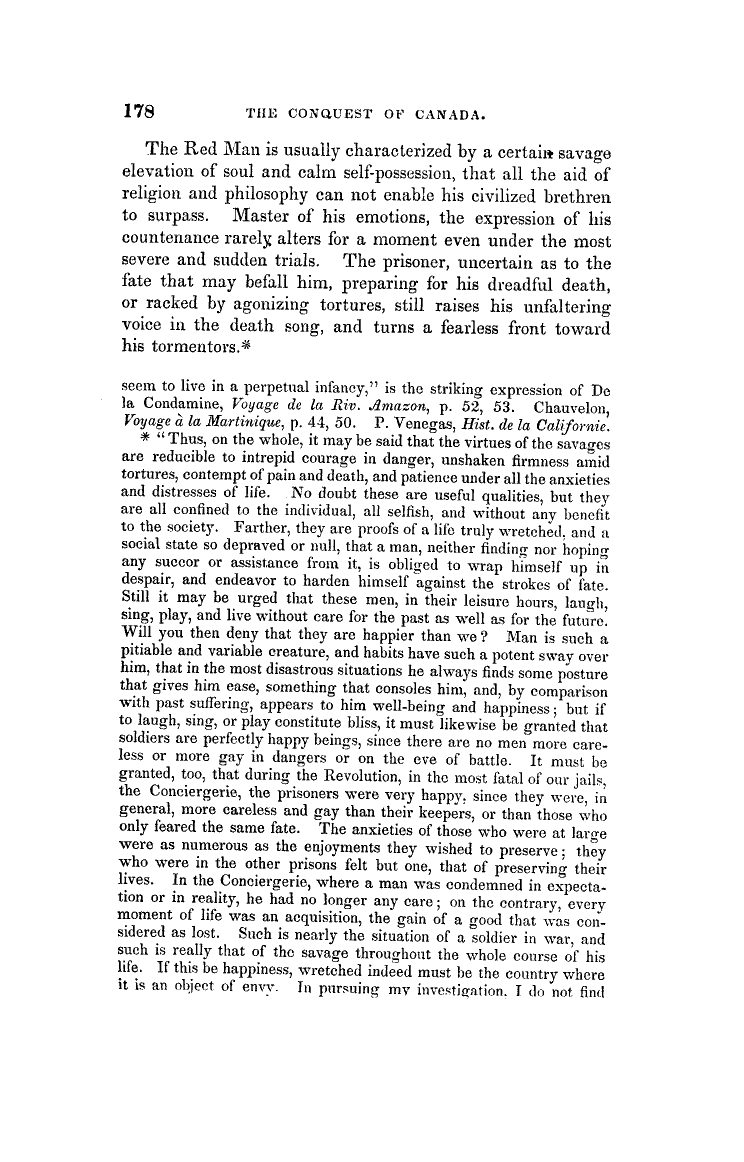 178 THE CONQUEST OF CANADA.
The Red Man is usually characterized by a certain savage
elevation of soul and calm self-possession, that all the aid of
religion and philosophy can not enable his civilized brethren
to surpass. Master of his emotions, the expression of his
countenance rarely alters for a moment even under the most
severe and sudden trials. The prisoner, uncertain as to the
fate that may befall him, preparing for his dreadful death,
or racked by agonizing tortures, still raises his unfaltering
voice in the death song, and turns a fearless front toward
his tormentors.*
seem to live in a perpetual infancy," is the striking expression of De
la Condamine, Voyage de la Riv. Amazon, p. 52, 53. Chauvelon,
Voyage à la Martinique, p. 44, 50. P. Venegas, Hist. de la Californie.
* "Thus, on the whole, it may be said that the virtues of the savages
are reducible to intrepid courage in danger, unshaken firmness amid
tortures, contempt of pain and death, and patience under all the anxieties
and distresses of life. No doubt these are useful qualities, but they
are all confined to the individual, all selfish, and without any benefit
to the society. Farther, they are proofs of a life truly wretched, and a
social state so depraved or null, that a man, neither finding nor hoping
any succor or assistance from it, is obliged to wrap himself up in
despair, and endeavor to harden himself against the strokes of fate.
Still it may be urged that these men, in their leisure hours, laugh,
sing, play, and live without care for the past as well as for the future.
Will you then deny that they are happier than we? Man is such a
pitiable and variable creature, and habits have such a potent sway over
him, that in the most disastrous situations he always finds some posture
that gives him ease, something that consoles him, and, by comparison
with past suffering, appears to him well-being and happiness; but if
to laugh, sing, or play constitute bliss, it must likewise be granted that
soldiers are perfectly happy beings, since there are no men more care-
less or more gay in dangers or on the eve of battle. It must be
granted, too, that during the Revolution, in the most fatal of our jails,
the Conciergerie, the prisoners were very happy, since they were, in
general, more careless and gay than their keepers, or than those who
only feared the same fate. The anxieties of those who were at large
were as numerous as the enjoyments they wished to preserve; they
who were in the other prisons felt but one, that of preserving their
lives. In the Conciergerie, where a man was condemned in expecta-
tion or in reality, he had no longer any care; on the contrary, every
moment of life was an acquisition, the gain of a good that was con-
sidered as lost. Such is nearly the situation of a soldier in war, and
such is really that of the savage throughout the whole course of his
life. If this be happiness, wretched indeed must be the country where
it is an object of envy. In pursuing my investigation, I do not find